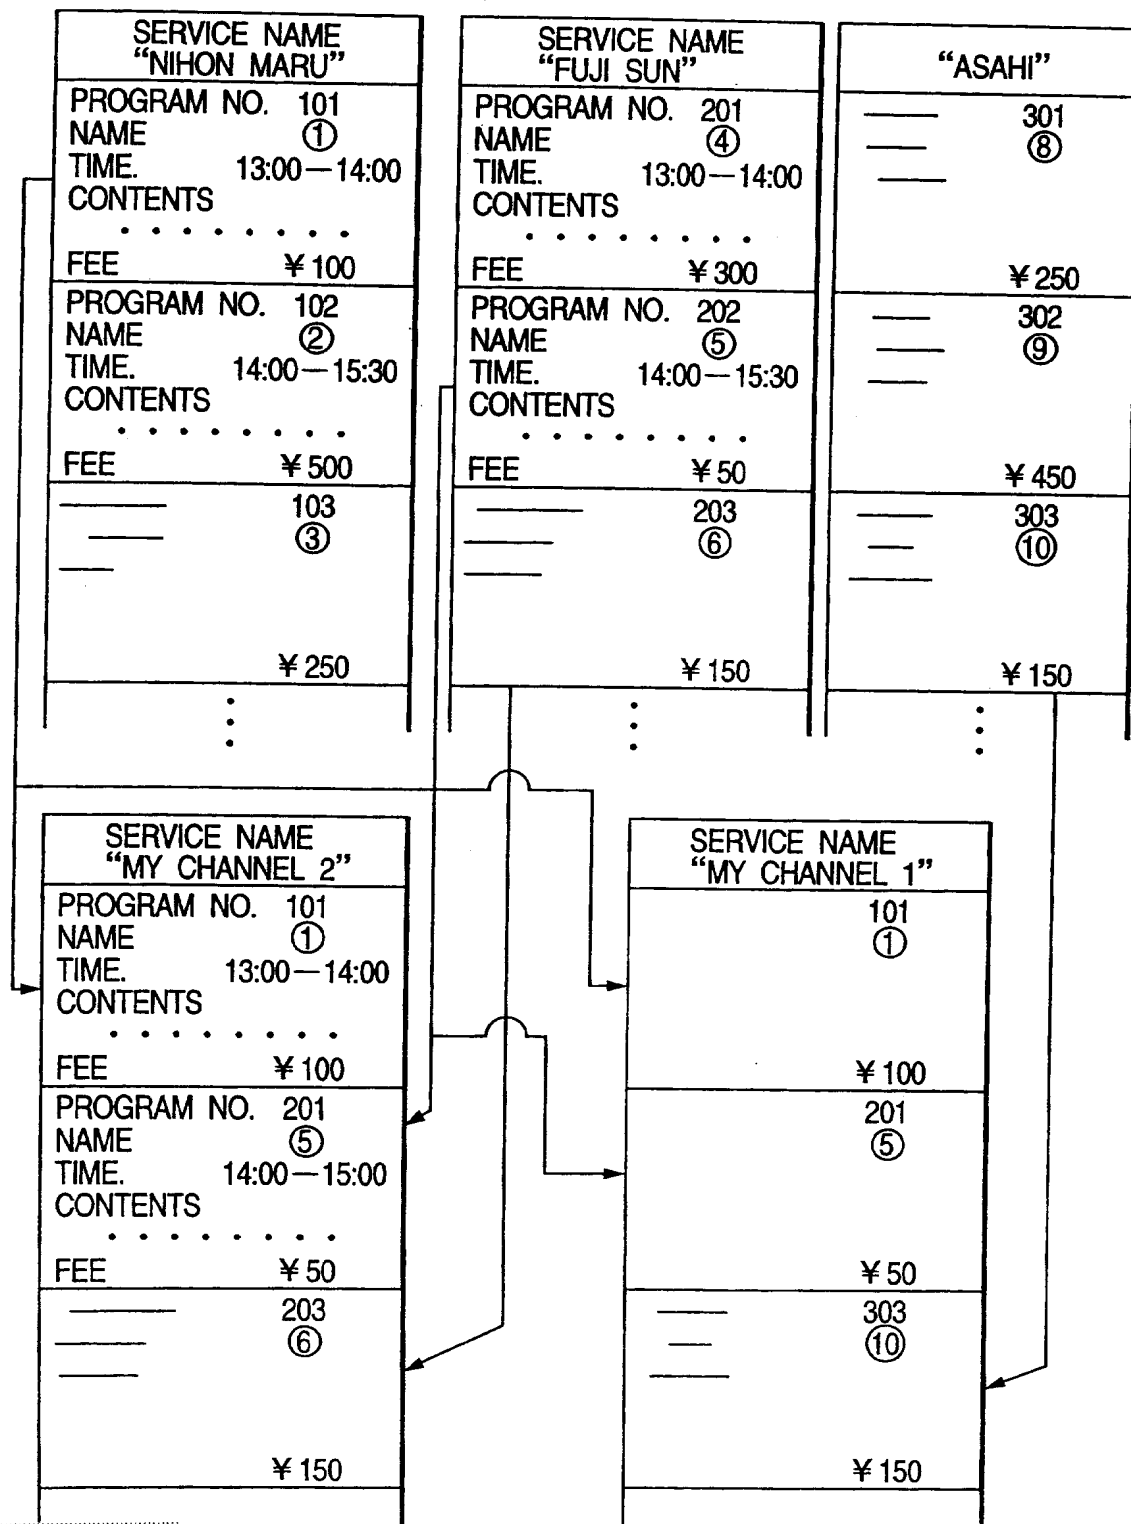 SERVICE NAME
“NIHON MARU”
PROGRAM NO. 101
NAME ①
TIME. 13:00—14:00
CONTENTS
FEE ¥100
PROGRAM NO. 102
NAME ②
TIME. 14:00—15:30
CONTENTS
FEE ¥500
103
③
¥250
SERVICE NAME
“FUJI SUN”
PROGRAM NO. 201
NAME ④
TIME. 13:00—14:00
CONTENTS
FEE ¥300
PROGRAM NO. 202
NAME ⑤
TIME. 14:00—15:30
CONTENTS
FEE ¥50
203
⑥
¥150
“ASAHI”
301
⑧
¥250
302
⑨
¥450
303
⑩
¥150
SERVICE NAME
“MY CHANNEL 2”
PROGRAM NO. 101
NAME ①
TIME. 13:00—14:00
CONTENTS
FEE ¥100
PROGRAM NO. 201
NAME ⑤
TIME. 14:00—15:00
CONTENTS
FEE ¥50
203
⑥
¥150
SERVICE NAME
“MY CHANNEL 1”
101
①
¥100
201
⑤
¥50
303
⑩
¥150